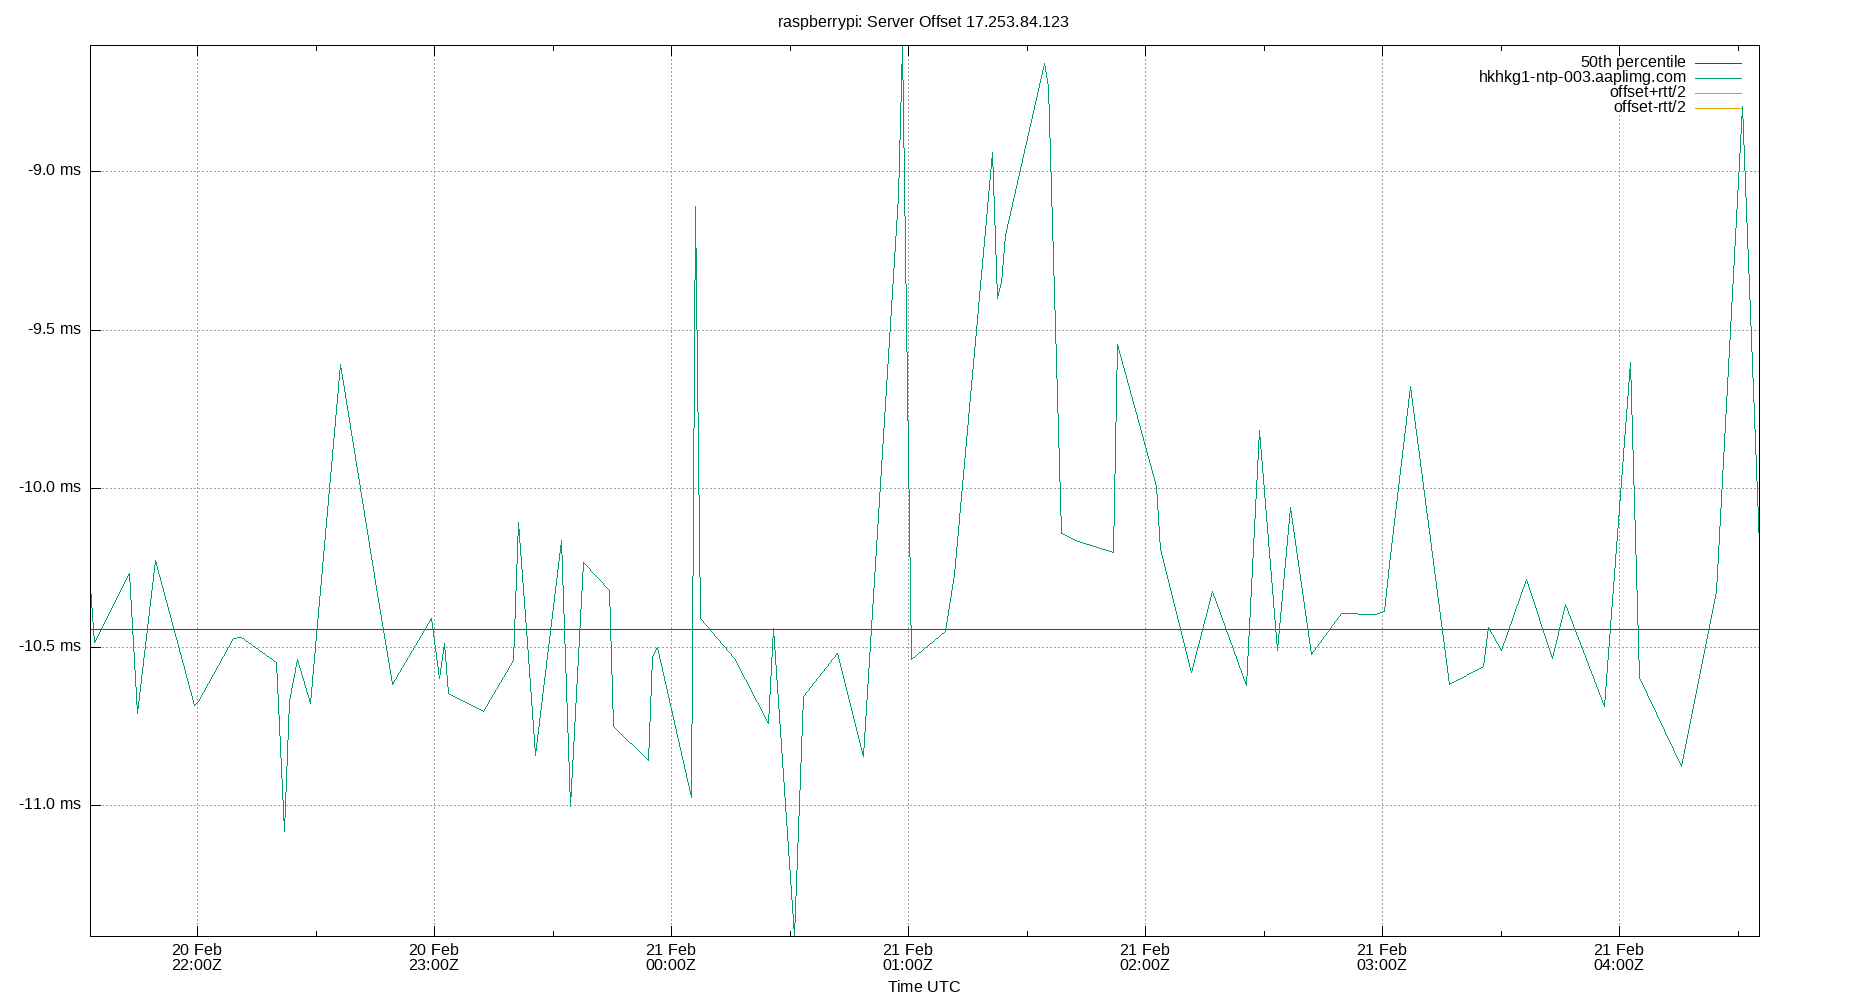 raspberrypi: Server Offset 17.253.84.123
50th percentile
hkhkg1-ntp-003.aaplimg.com
offset+rtt/2
offset-rtt/2
-9.0 ms
-9.5 ms
-10.0 ms
-10.5 ms
-11.0 ms
20 Feb 20 Feb 21 Feb 21 Feb 21 Feb 21 Feb 21 Feb
22:00Z 23:00Z 00:00Z 01:00Z 02:00Z 03:00Z 04:00Z
Time UTC